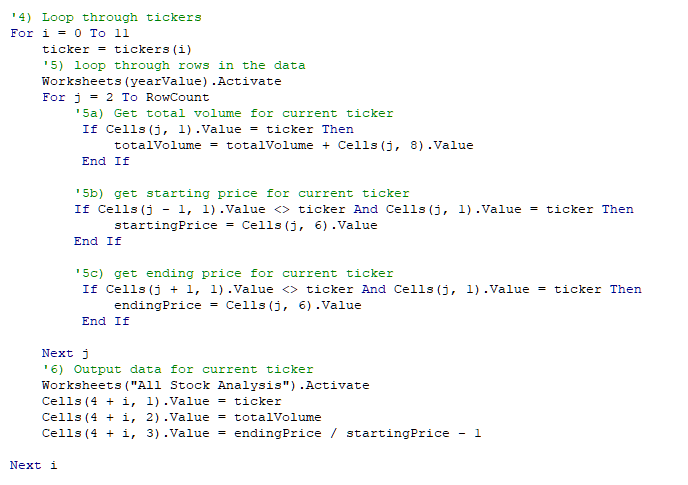 '4) Loop through tickers
For i = 0 To 11
    ticker = tickers(i)
    '5) loop through rows in the data
    Worksheets(yearValue).Activate
    For j = 2 To RowCount
        '5a) Get total volume for current ticker
         If Cells(j, 1).Value = ticker Then
             totalVolume = totalVolume + Cells(j, 8).Value
         End If

        '5b) get starting price for current ticker
        If Cells(j - 1, 1).Value <> ticker And Cells(j, 1).Value = ticker Then
             startingPrice = Cells(j, 6).Value
        End If

        '5c) get ending price for current ticker
         If Cells(j + 1, 1).Value <> ticker And Cells(j, 1).Value = ticker Then
             endingPrice = Cells(j, 6).Value
         End If

    Next j
    '6) Output data for current ticker
    Worksheets("All Stock Analysis").Activate
    Cells(4 + i, 1).Value = ticker
    Cells(4 + i, 2).Value = totalVolume
    Cells(4 + i, 3).Value = endingPrice / startingPrice - 1

Next i